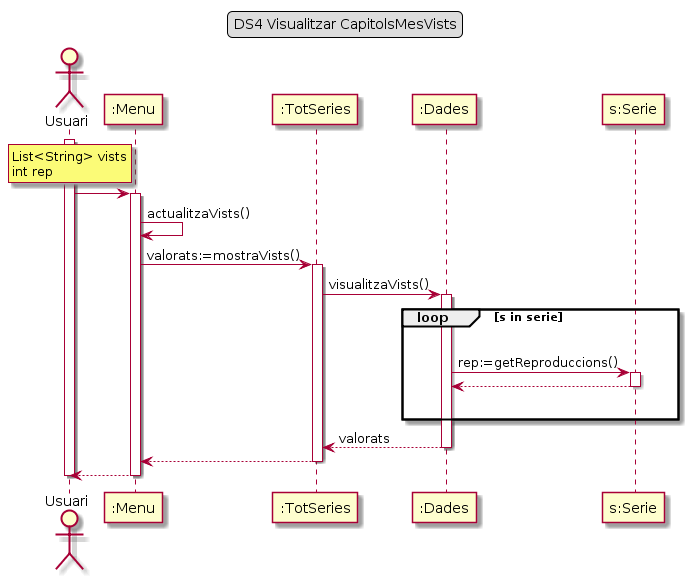 DS4 Visualitzar CapitolsMesVists
Usuari
:Menu
:TotSeries
:Dades
s:Serie
List<String> vists
int rep
actualitzaVists()
valorats:=mostraVists()
visualitzaVists()
loop
[s in serie]
rep:=getReproduccions()
valorats
Usuari
:Menu
:TotSeries
:Dades
s:Serie